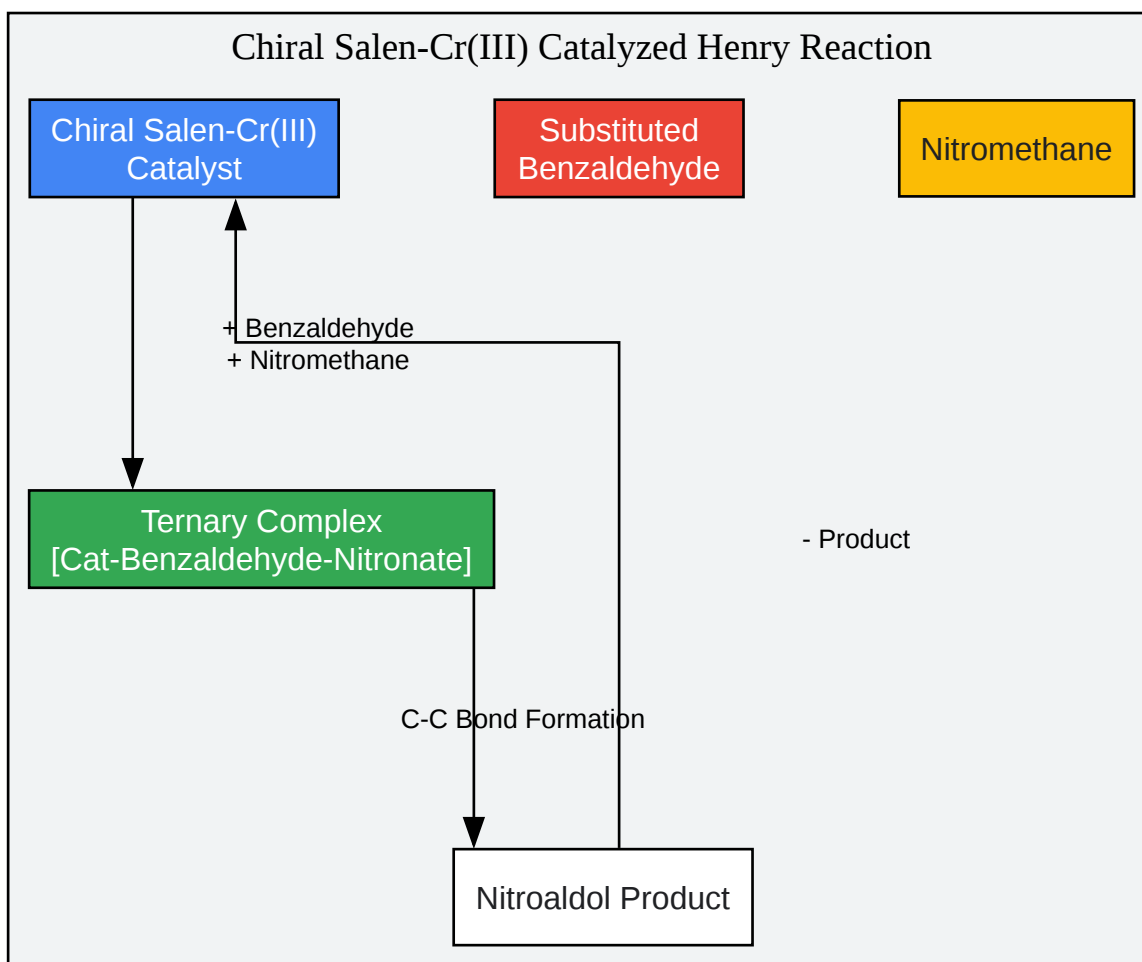 Chiral Salen-Cr(III) Catalyzed Henry Reaction
Chiral Salen-Cr(III)
Catalyst
Substituted
Benzaldehyde
Nitromethane
+ Benzaldehyde
+ Nitromethane
Ternary Complex
[Cat-Benzaldehyde-Nitronate]
- Product
C-C Bond Formation
Nitroaldol Product